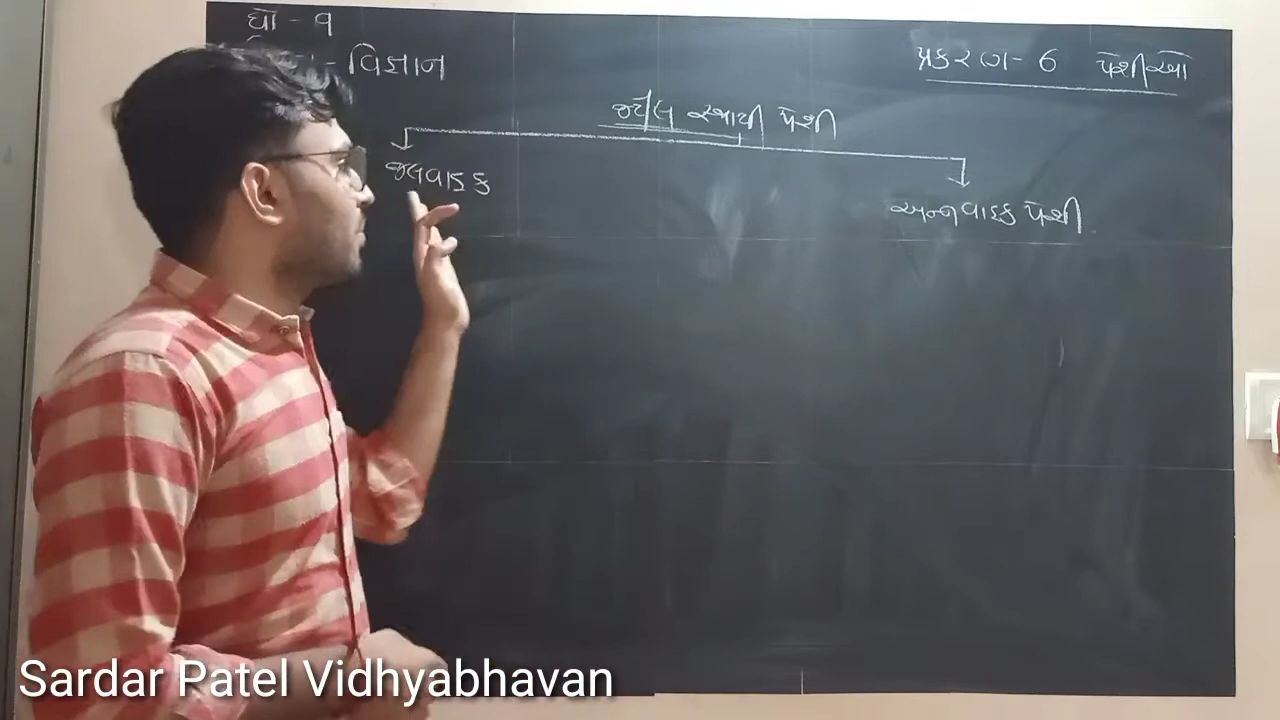 ધો - ૧
- વિજ્ઞાન
પ્રકરણ - 6 પેશીઓ
જટીલ સ્થાયી પેશી
જલવાહક
અન્નવાહક પેશી
Sardar Patel Vidhyabhavan